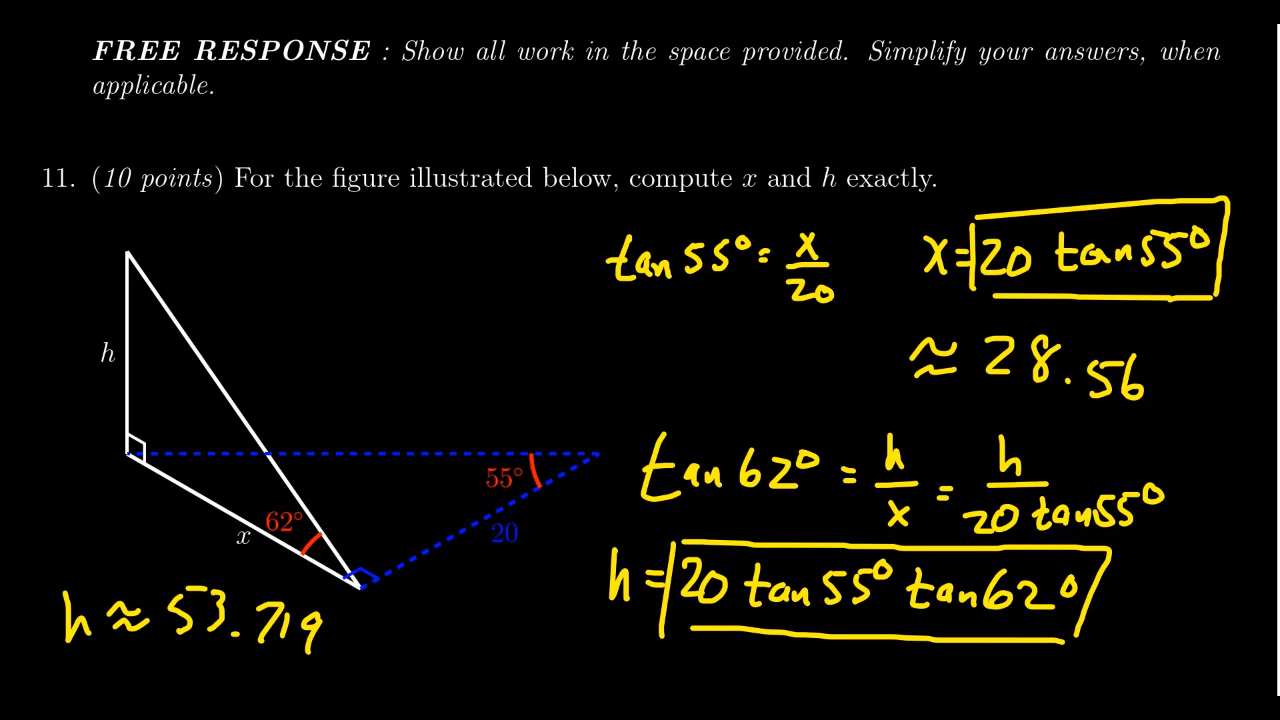 FREE RESPONSE : Show all work in the space provided. Simplify your answers, when
applicable.
11. (10 points) For the figure illustrated below, compute x and h exactly.
tan 55° = x/20
x = 20 tan 55°
≈ 28.56
h
55°
62°
x
20
tan 62° = h/x = h/20 tan 55°
h = 20 tan 55° tan 62°
h ≈ 53.719